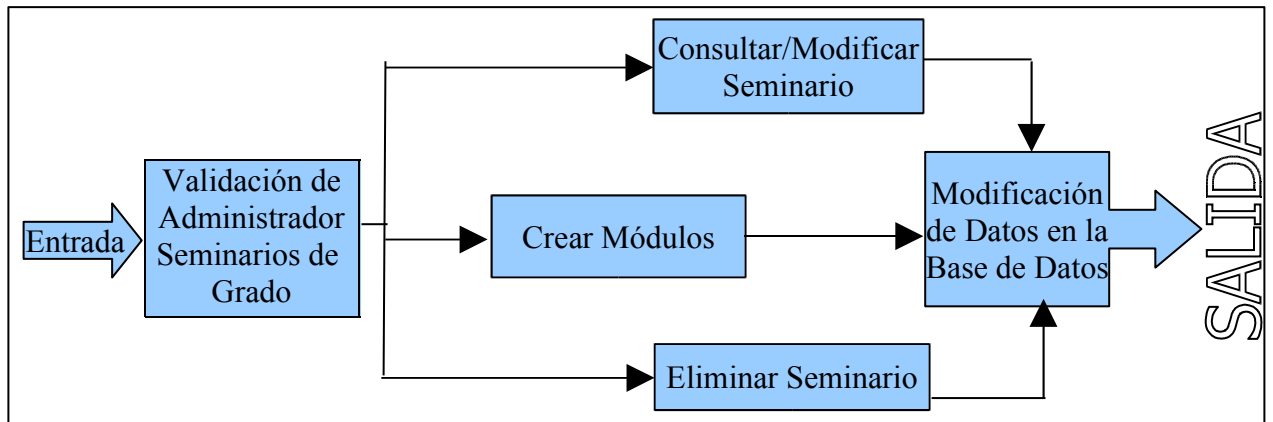 Entrada
Validación de
Administrador
Seminarios de
Grado
Consultar/Modificar
Seminario
Crear Módulos
Eliminar Seminario
Modificación
de Datos en la
Base de Datos
SALIDA